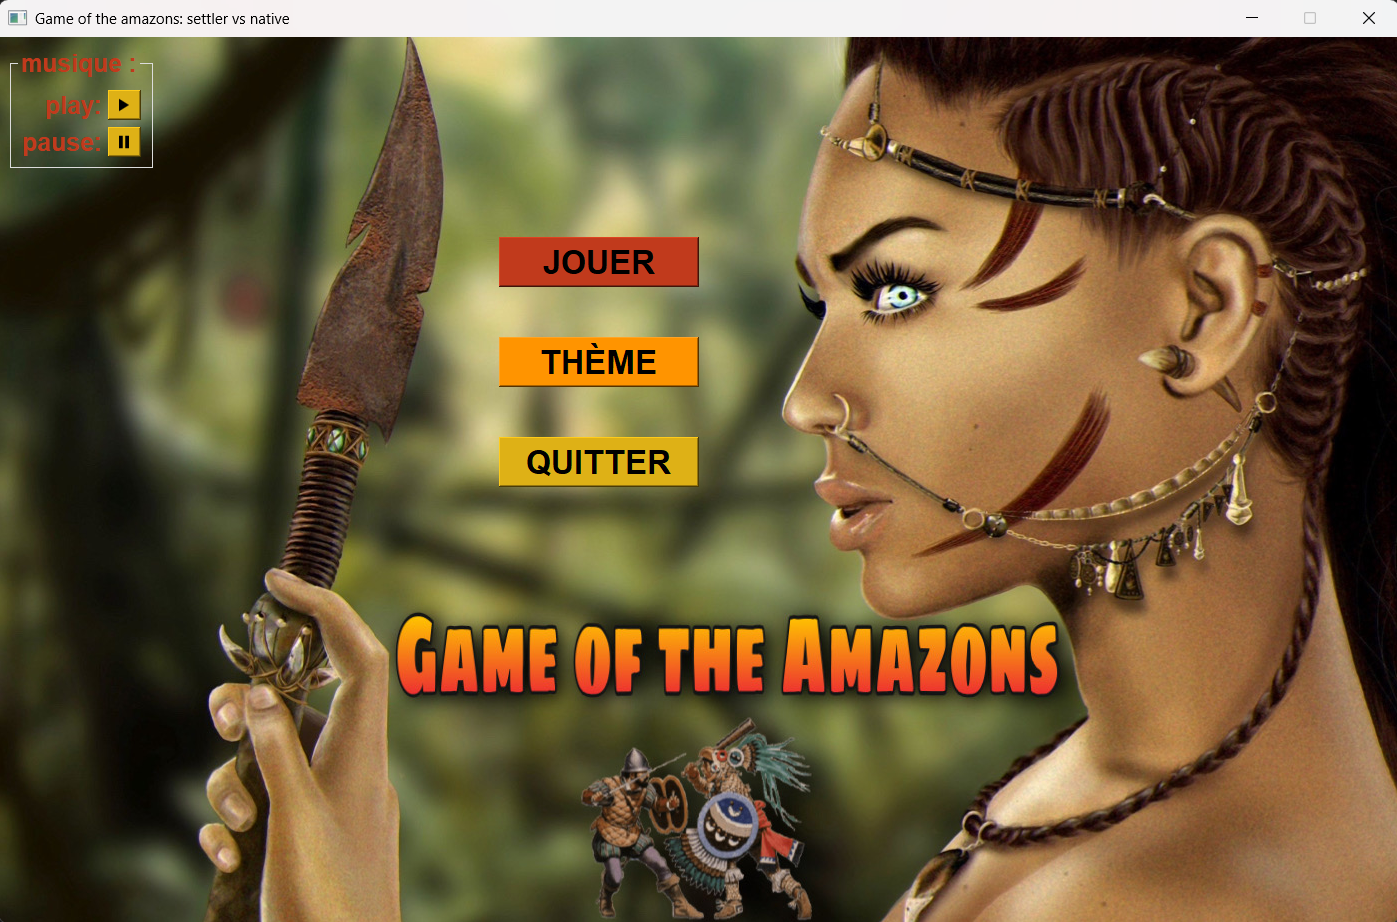 Game of the amazons: settler vs native
musique :
play:
pause:
JOUER
THÈME
QUITTER
GAME OF THE AMAZONS